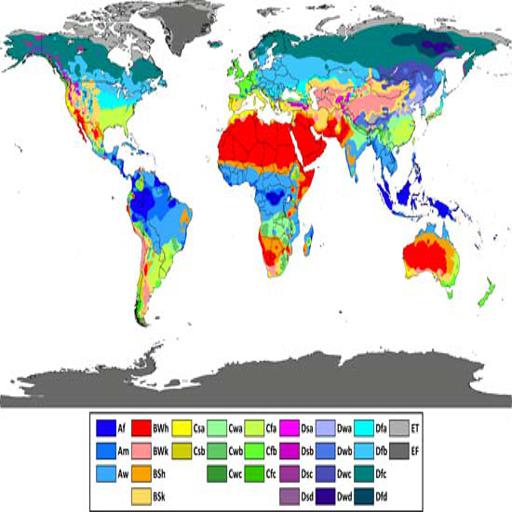 Af BWh Csa Cwa Cfa Dsa Dwa Dfa ET
Am BWk Csb Cwb Cfb Dsb Dwb Dfb EF
Aw BSh Cwc Cfc Dsc Dwc Dfc
BSk Dsd Dwd Dfd